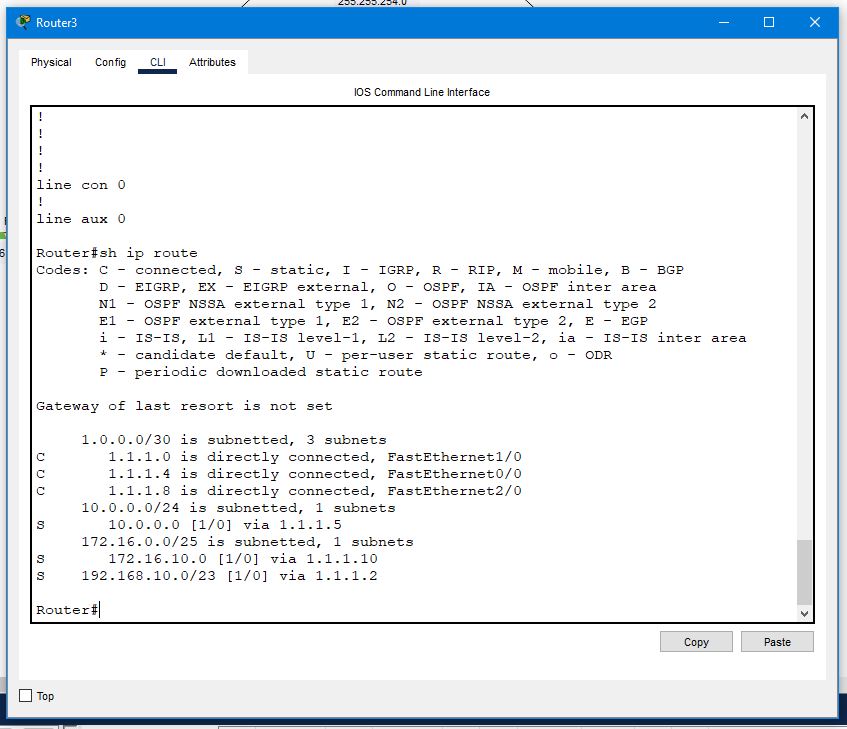 255.255.254.0
Router3
Physical Config CLI Attributes
IOS Command Line Interface
!
!
!
!
line con 0
!
line aux 0
Router#sh ip route
Codes: C - connected, S - static, I - IGRP, R - RIP, M - mobile, B - BGP
D - EIGRP, EX - EIGRP external, O - OSPF, IA - OSPF inter area
N1 - OSPF NSSA external type 1, N2 - OSPF NSSA external type 2
E1 - OSPF external type 1, E2 - OSPF external type 2, E - EGP
i - IS-IS, L1 - IS-IS level-1, L2 - IS-IS level-2, ia - IS-IS inter area
* - candidate default, U - per-user static route, o - ODR
P - periodic downloaded static route
Gateway of last resort is not set
1.0.0.0/30 is subnetted, 3 subnets
C 1.1.1.0 is directly connected, FastEthernet1/0
C 1.1.1.4 is directly connected, FastEthernet0/0
C 1.1.1.8 is directly connected, FastEthernet2/0
10.0.0.0/24 is subnetted, 1 subnets
S 10.0.0.0 [1/0] via 1.1.1.5
172.16.0.0/25 is subnetted, 1 subnets
S 172.16.10.0 [1/0] via 1.1.1.10
S 192.168.10.0/23 [1/0] via 1.1.1.2
Router#
Copy Paste
Top